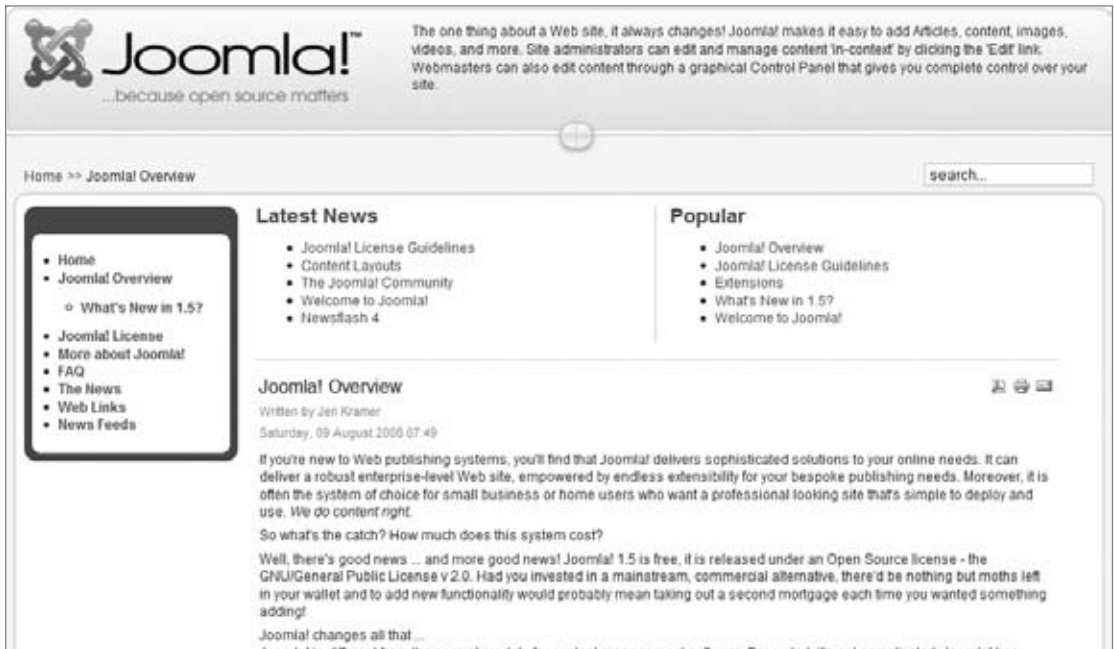 Joomla!™
...because open source matters
The one thing about a Web site, it always changes! Joomla! makes it easy to add Articles, content, images,
videos, and more. Site administrators can edit and manage content 'in-context' by clicking the 'Edit' link.
Webmasters can also edit content through a graphical Control Panel that gives you complete control over your
site.
Home >> Joomla! Overview
search...
Home
Joomla! Overview
What's New in 1.5?
Joomla! License
More about Joomla!
FAQ
The News
Web Links
News Feeds
Latest News
Joomla! License Guidelines
Content Layouts
The Joomla! Community
Welcome to Joomla!
Newsflash 4
Popular
Joomla! Overview
Joomla! License Guidelines
Extensions
What's New in 1.5?
Welcome to Joomla!
Joomla! Overview
Written by Jen Kramer
Saturday, 09 August 2008 07:49
If you're new to Web publishing systems, you'll find that Joomla! delivers sophisticated solutions to your online needs. It can
deliver a robust enterprise-level Web site, empowered by endless extensibility for your bespoke publishing needs. Moreover, it is
often the system of choice for small business or home users who want a professional looking site that's simple to deploy and
use. We do content right.
So what's the catch? How much does this system cost?
Well, there's good news ... and more good news! Joomla! 1.5 is free, it is released under an Open Source license - the
GNU/General Public License v 2.0. Had you invested in a mainstream, commercial alternative, there'd be nothing but moths left
in your wallet and to add new functionality would probably mean taking out a second mortgage each time you wanted something
adding!
Joomla! changes all that ...